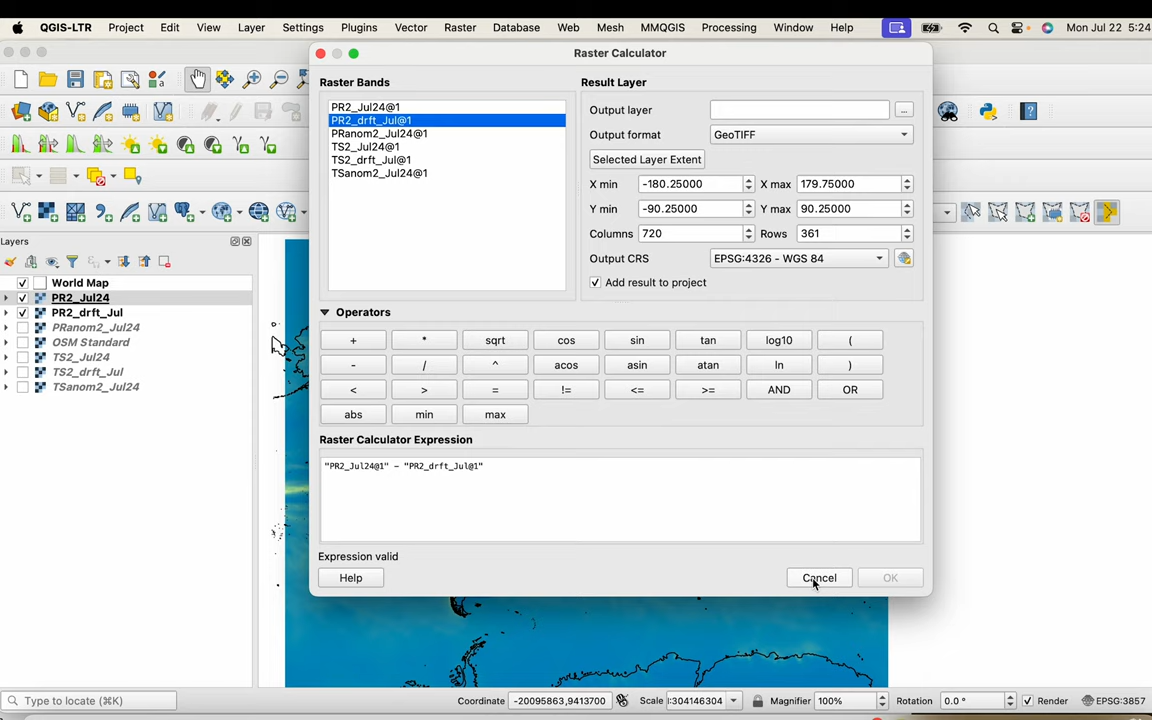 QGIS-LTR Project Edit View Layer Settings Plugins Vector Raster Database Web Mesh MMQGIS Processing Window Help Mon Jul 22 5:24
Raster Calculator
Raster Bands
PR2_Jul24@1
PR2_drft_Jul@1
PRanom2_Jul24@1
TS2_Jul24@1
TS2_drft_Jul@1
TSanom2_Jul24@1
Result Layer
Output layer ...
Output format GeoTIFF
Selected Layer Extent
X min -180.25000 X max 179.75000
Y min -90.25000 Y max 90.25000
Columns 720 Rows 361
Output CRS EPSG:4326 - WGS 84
Add result to project
Layers
World Map
PR2_Jul24
PR2_drft_Jul
PRanom2_Jul24
OSM Standard
TS2_Jul24
TS2_drft_Jul
TSanom2_Jul24
Operators
+ * sqrt cos sin tan log10 (
- / ^ acos asin atan ln )
< > = != <= >= AND OR
abs min max
Raster Calculator Expression
"PR2_Jul24@1" - "PR2_drft_Jul@1"
Expression valid
Help Cancel OK
Type to locate (⌘K) Coordinate -20095863,9413700 Scale 1:304146304 Magnifier 100% Rotation 0.0 ° Render EPSG:3857